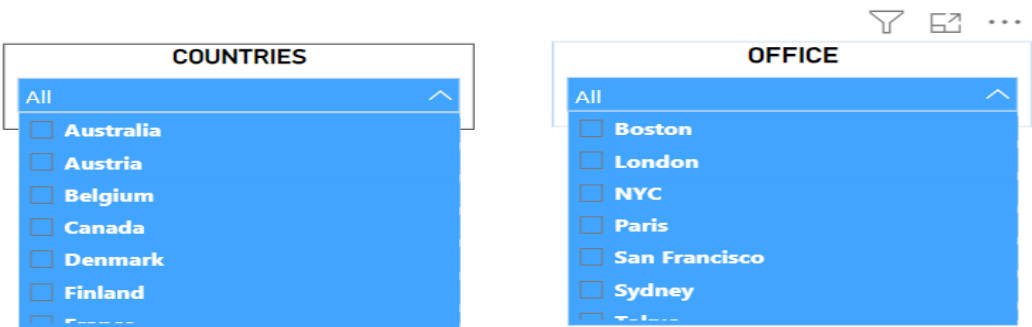 COUNTRIES
All
Australia
Austria
Belgium
Canada
Denmark
Finland
OFFICE
All
Boston
London
NYC
Paris
San Francisco
Sydney